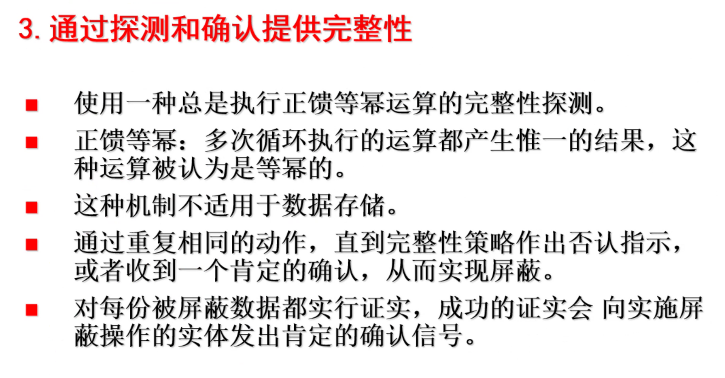 3.通过探测和确认提供完整性
■ 使用一种总是执行正馈等幂运算的完整性探测。
■ 正馈等幂：多次循环执行的运算都产生惟一的结果，这
种运算被认为是等幂的。
■ 这种机制不适用于数据存储。
■ 通过重复相同的动作，直到完整性策略作出否认指示，
或者收到一个肯定的确认，从而实现屏蔽。
■ 对每份被屏蔽数据都实行证实，成功的证实会 向实施屏
蔽操作的实体发出肯定的确认信号。